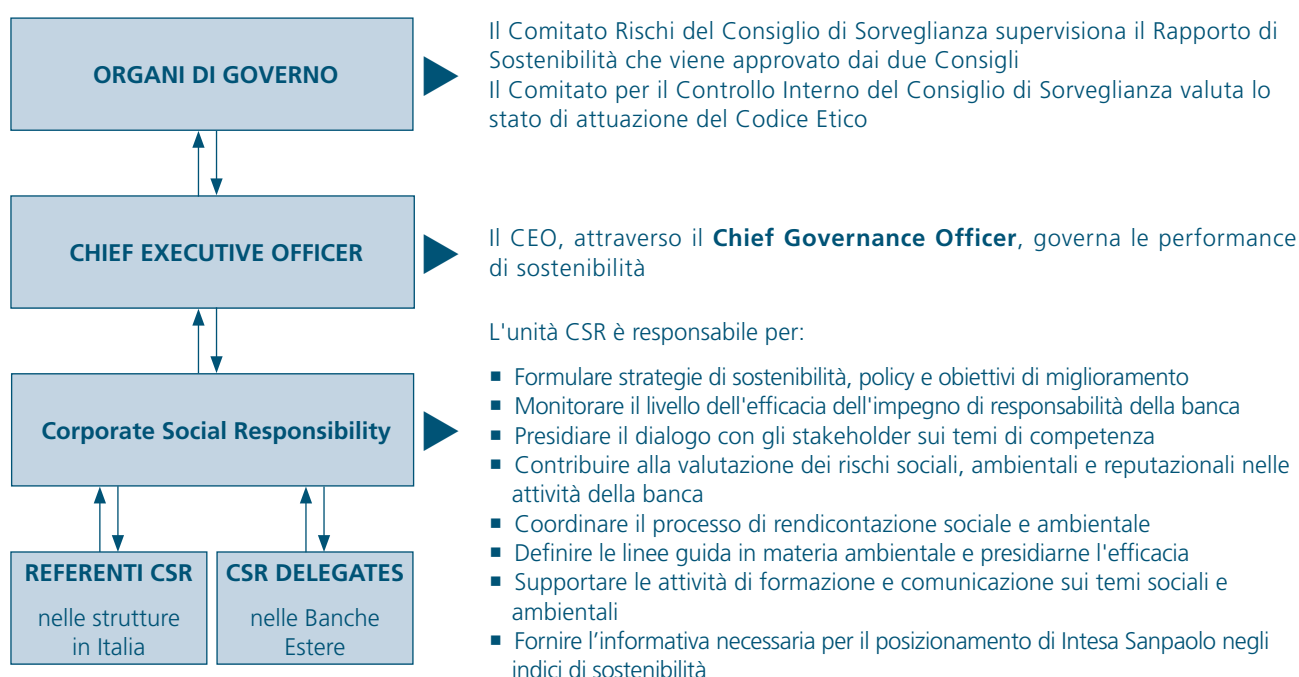 ORGANI DI GOVERNO
Il Comitato Rischi del Consiglio di Sorveglianza supervisiona il Rapporto di
Sostenibilità che viene approvato dai due Consigli
Il Comitato per il Controllo Interno del Consiglio di Sorveglianza valuta lo
stato di attuazione del Codice Etico
CHIEF EXECUTIVE OFFICER
Il CEO, attraverso il Chief Governance Officer, governa le performance
di sostenibilità
Corporate Social Responsibility
L'unità CSR è responsabile per:
■ Formulare strategie di sostenibilità, policy e obiettivi di miglioramento
■ Monitorare il livello dell'efficacia dell'impegno di responsabilità della banca
■ Presidiare il dialogo con gli stakeholder sui temi di competenza
■ Contribuire alla valutazione dei rischi sociali, ambientali e reputazionali nelle
attività della banca
■ Coordinare il processo di rendicontazione sociale e ambientale
■ Definire le linee guida in materia ambientale e presidiarne l'efficacia
■ Supportare le attività di formazione e comunicazione sui temi sociali e
ambientali
■ Fornire l’informativa necessaria per il posizionamento di Intesa Sanpaolo negli
indici di sostenibilità
REFERENTI CSR
nelle strutture
in Italia
CSR DELEGATES
nelle Banche
Estere